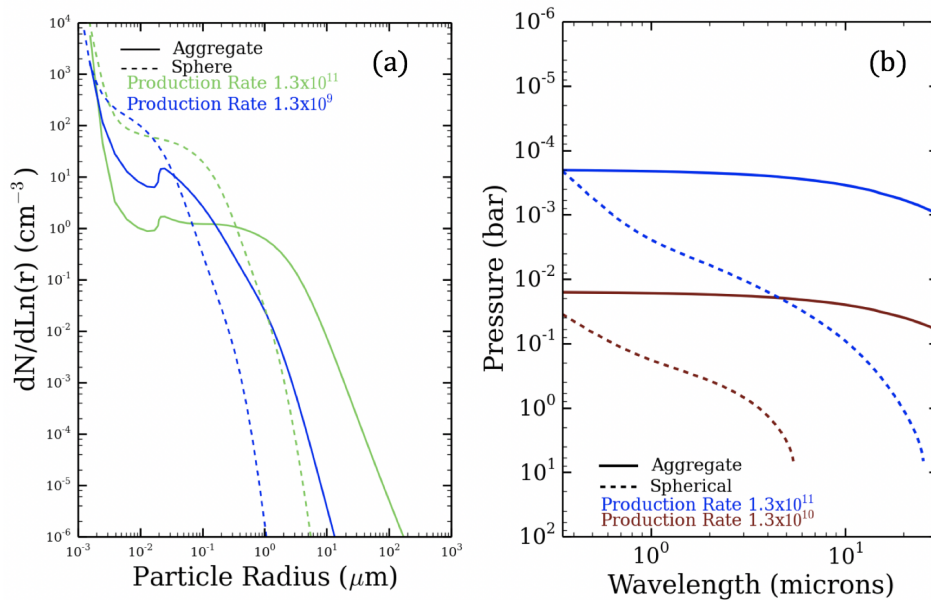 (a)
Aggregate
Sphere
Production Rate 1.3x10¹¹
Production Rate 1.3x10⁹
10⁴
10³
10²
10¹
10⁰
10⁻¹
10⁻²
10⁻³
10⁻⁴
10⁻⁵
10⁻⁶
dN/dLn(r) (cm⁻³)
10⁻³
10⁻²
10⁻¹
10⁰
10¹
10²
10³
Particle Radius (μm)
(b)
10⁻⁶
10⁻⁵
10⁻⁴
10⁻³
10⁻²
10⁻¹
10⁰
10¹
10²
Pressure (bar)
Aggregate
Spherical
Production Rate 1.3x10¹¹
Production Rate 1.3x10¹⁰
10⁰
10¹
Wavelength (microns)